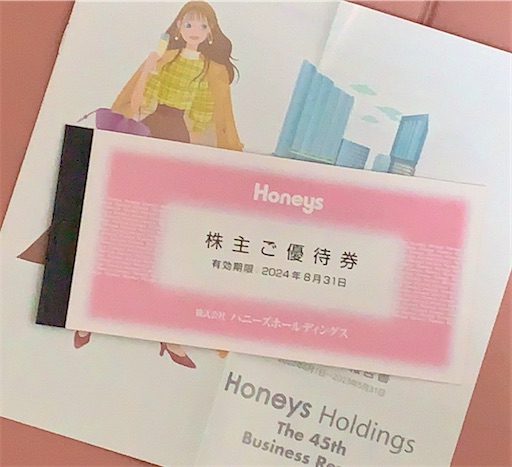 Honeys
株主ご優待券
有効期限 2024年8月31日
株式会社 ハニーズホールディングス
Honeys Holdings
The 45th
Business